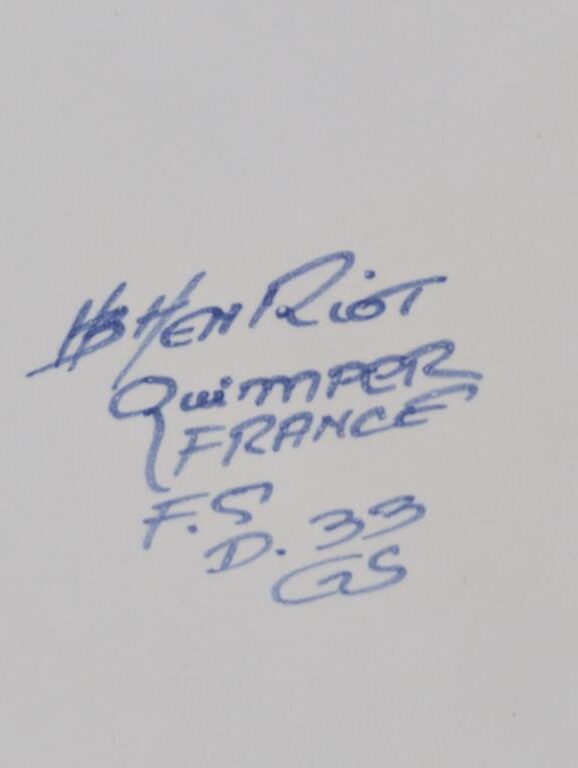 HB HenRiot
QuimPER
FRANCE
F.S
D. 33
GS